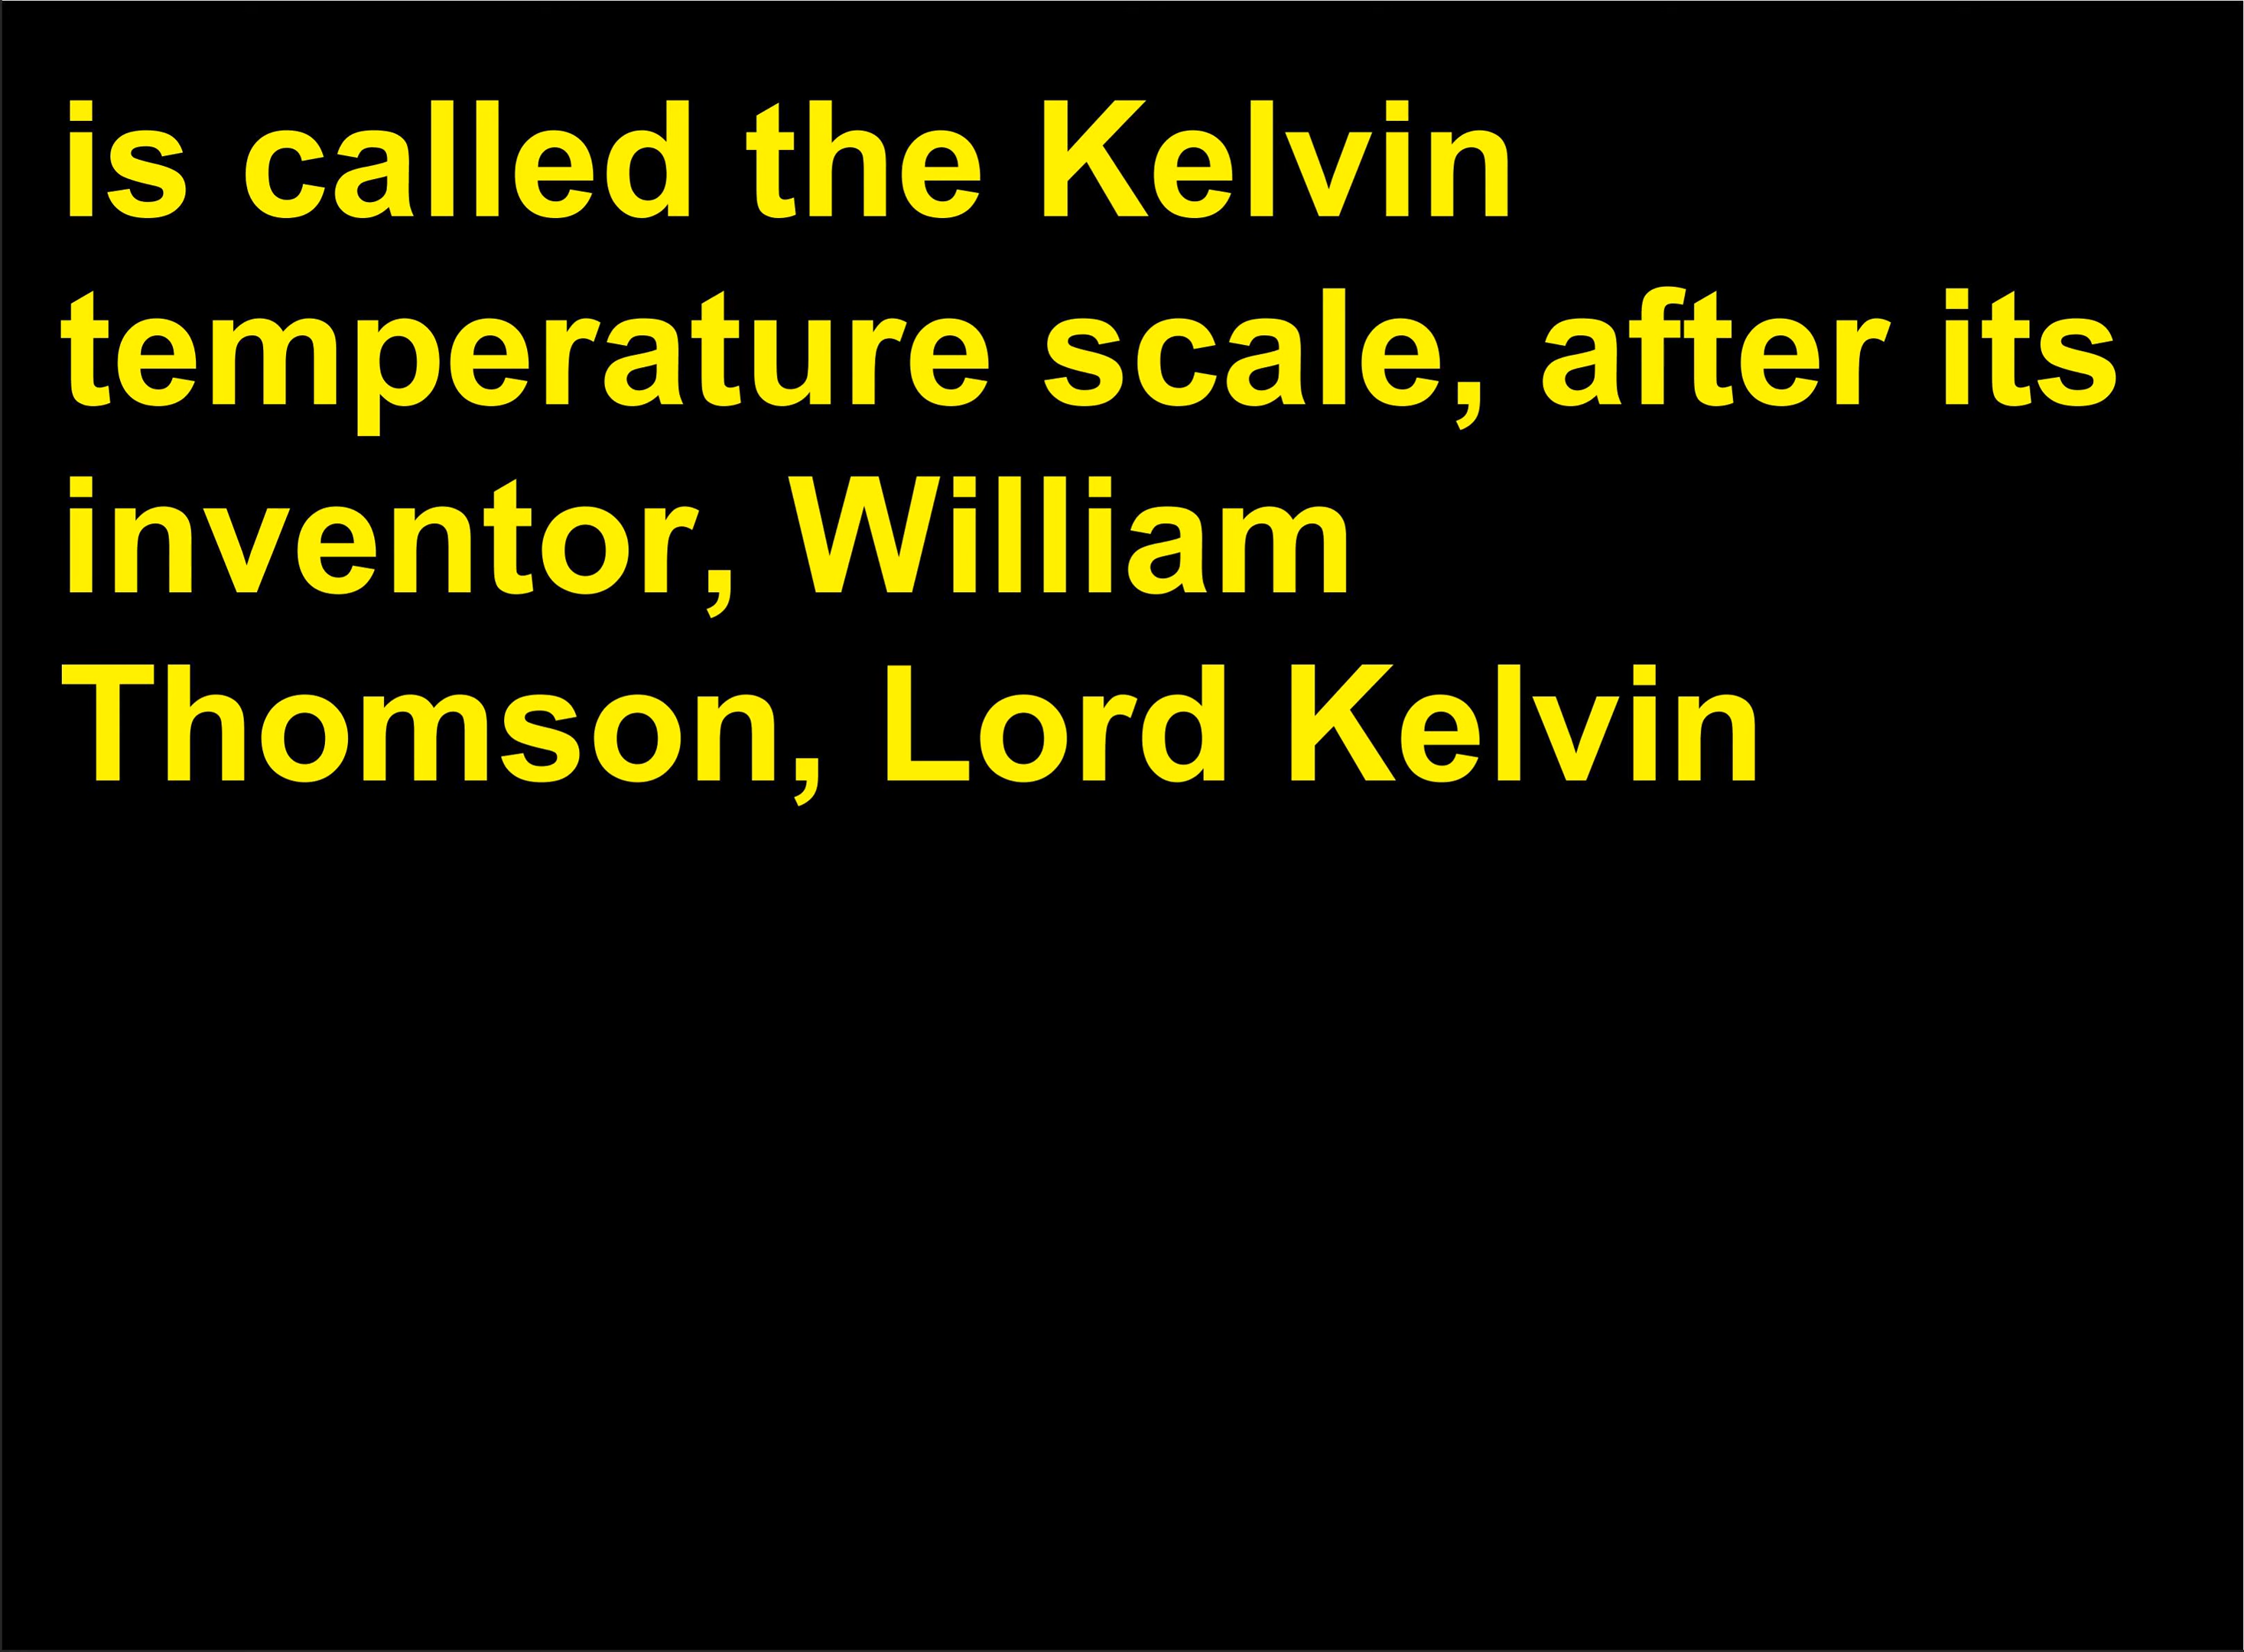 is called the Kelvin
temperature scale, after its
inventor, William
Thomson, Lord Kelvin